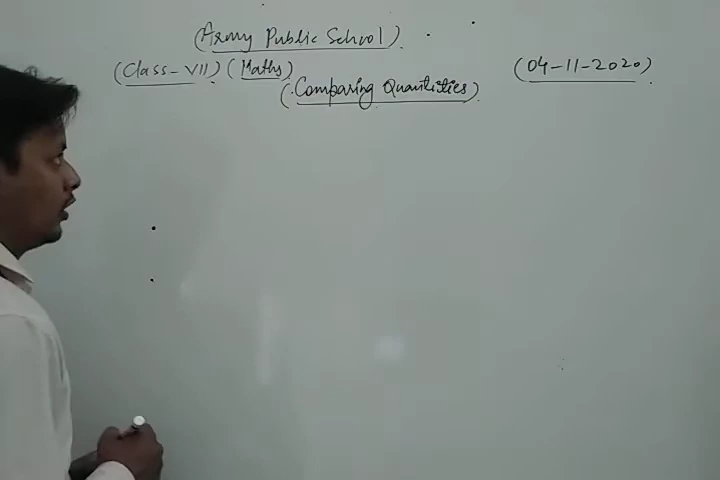 (Army Public School).
(Class-VII) (Maths) (04-11-2020)
(Comparing Quantities)